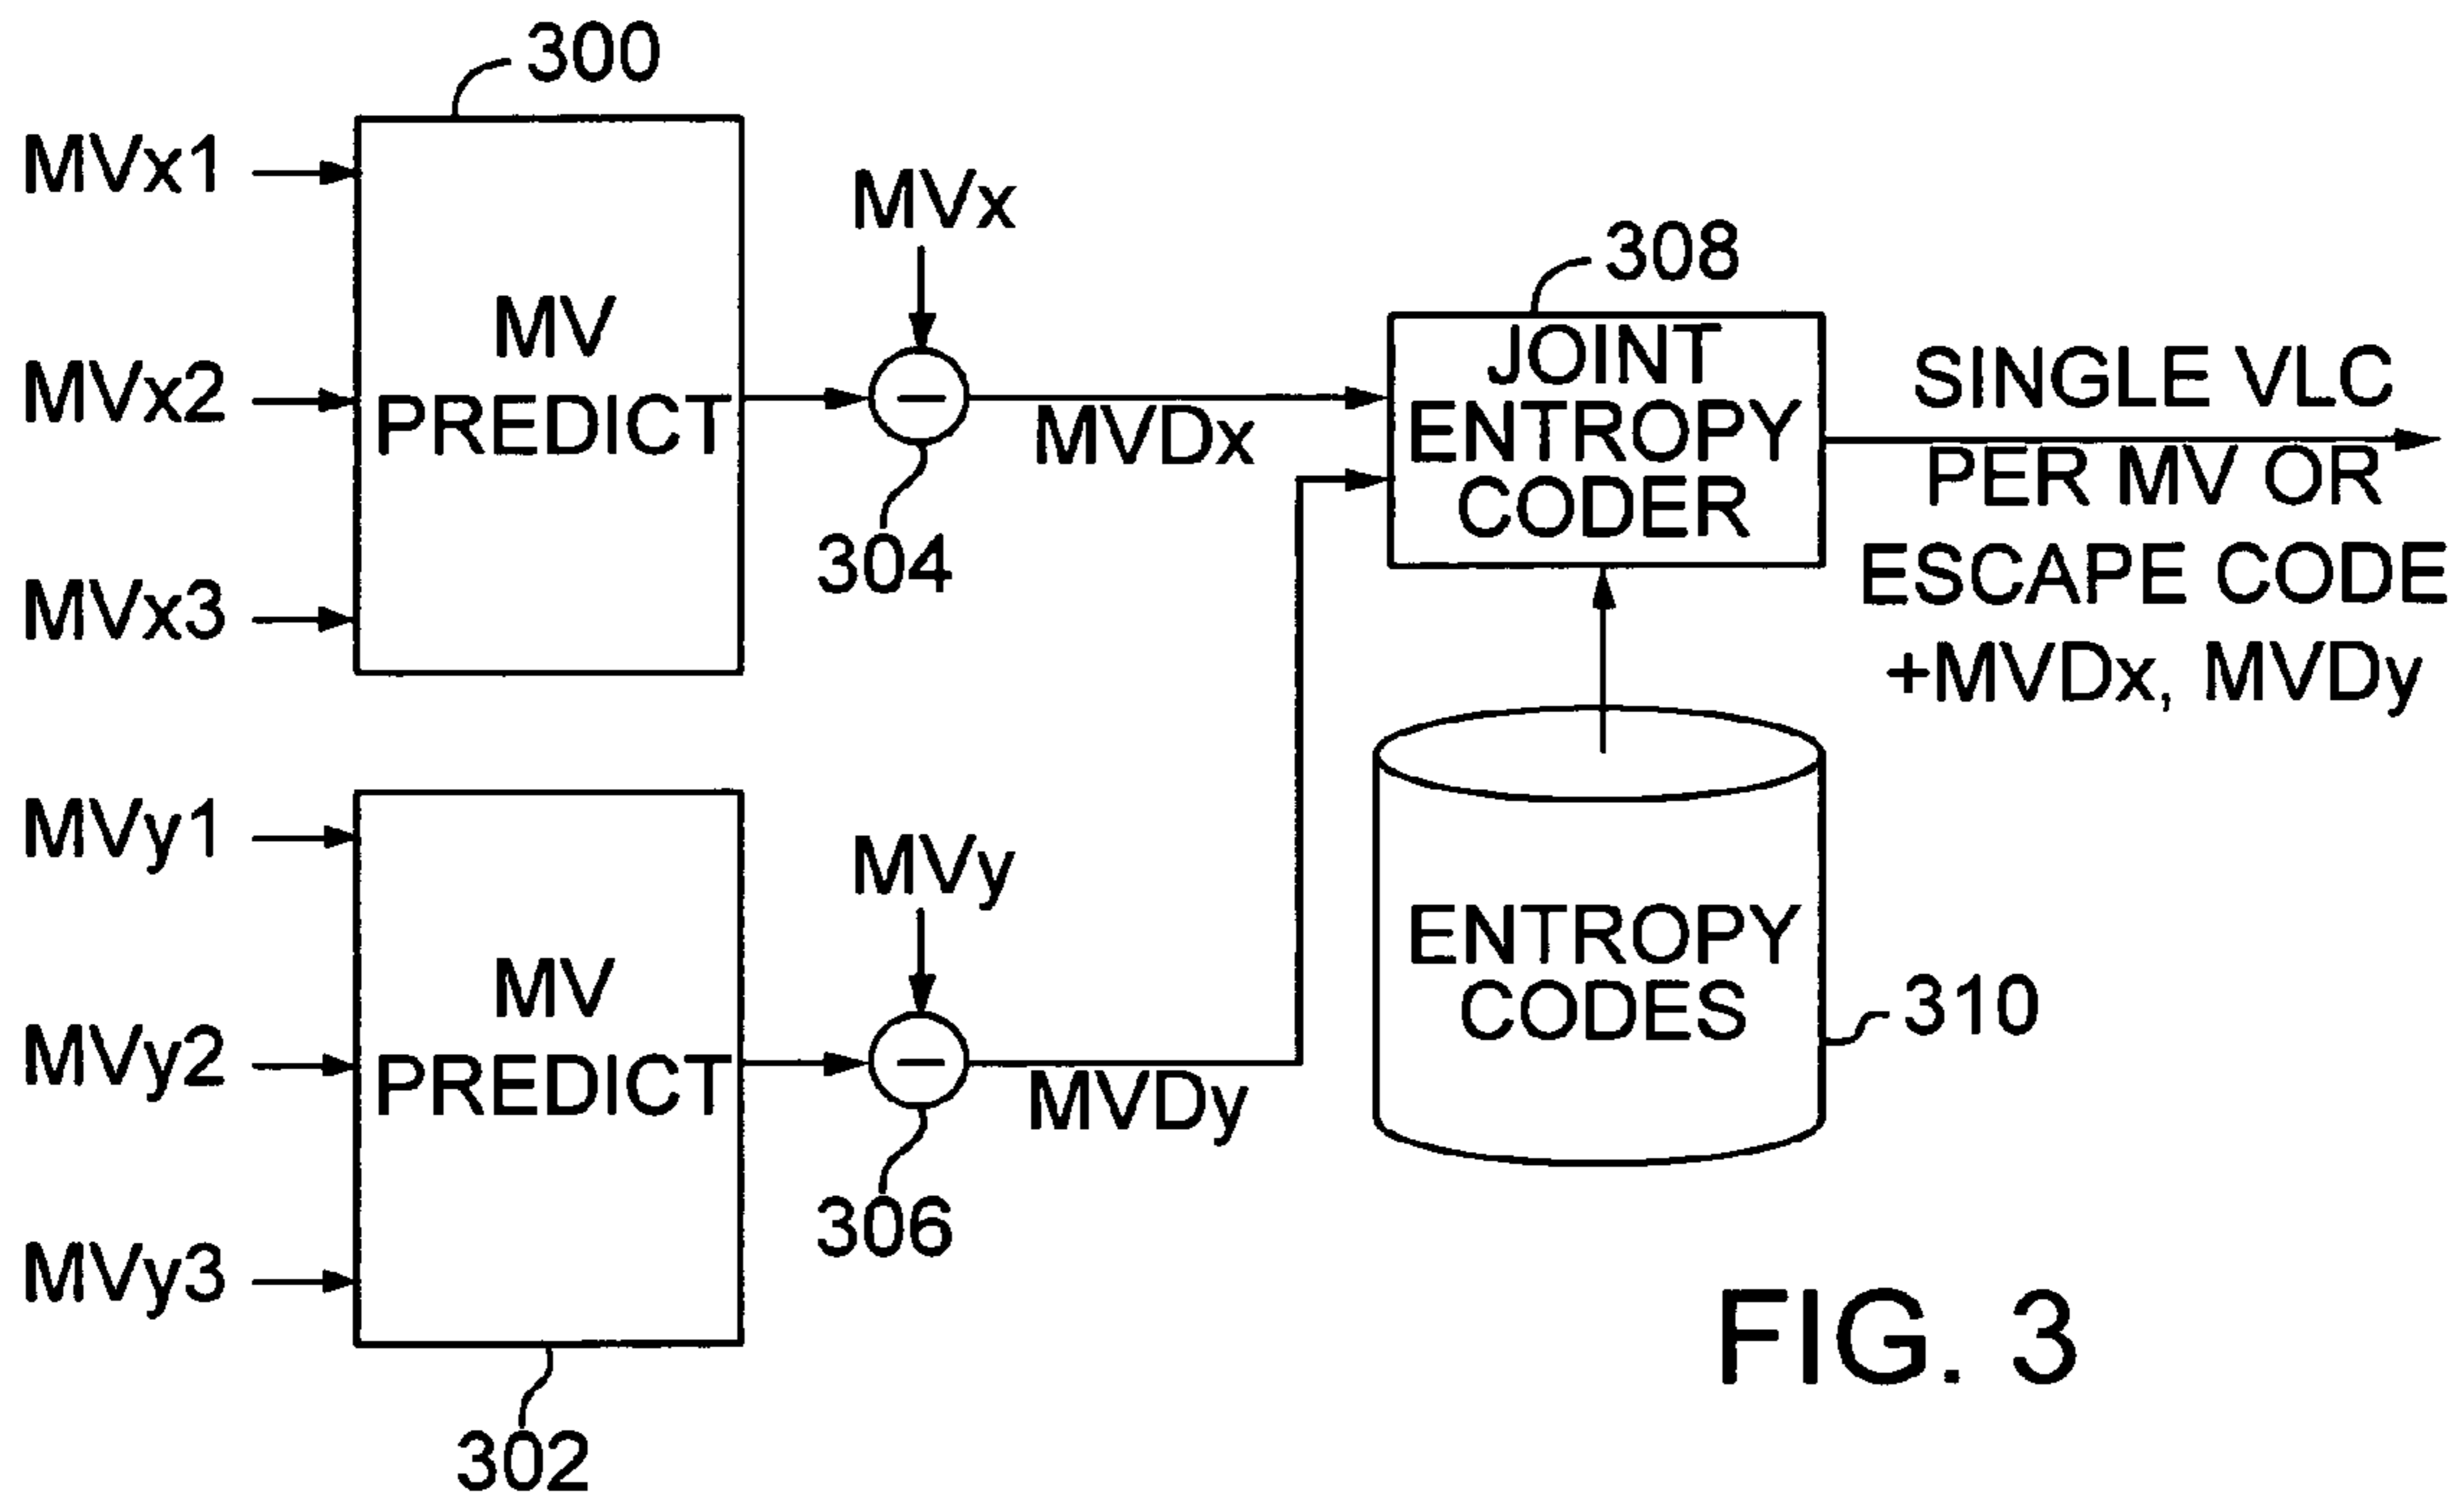 300
MVx1
MVx2
MVx3
MV
PREDICT
MVx
304
MVDx
308
JOINT
ENTROPY
CODER
SINGLE VLC
PER MV OR
ESCAPE CODE
+MVDx, MVDy
MVy1
MVy2
MVy3
MV
PREDICT
302
MVy
306
MVDy
ENTROPY
CODES
310
FIG. 3